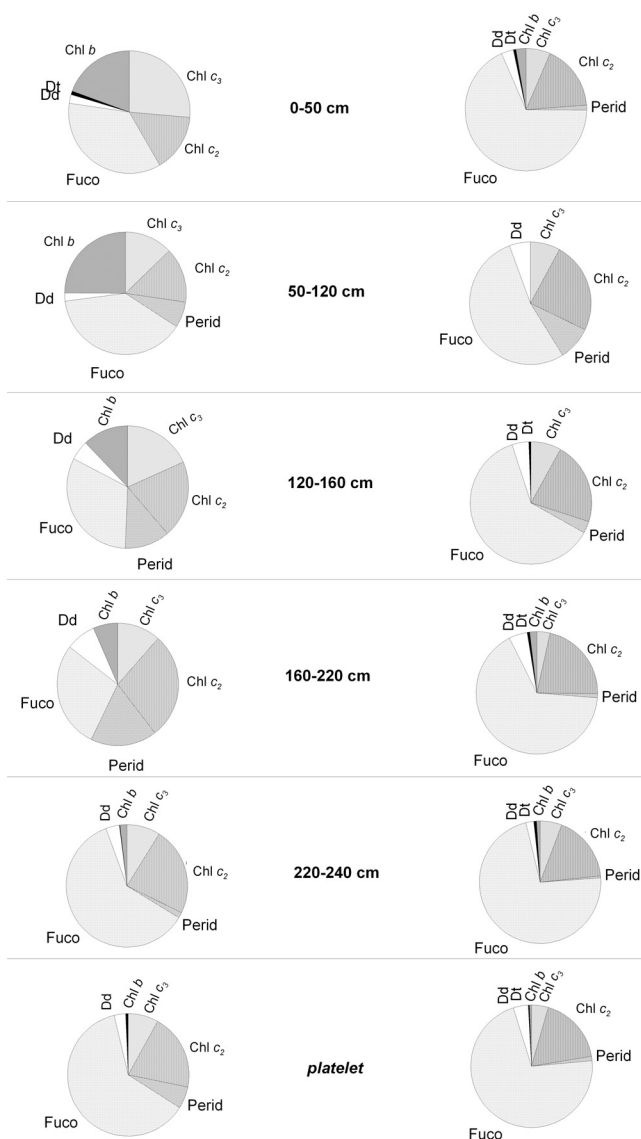 Chl b
Chl c3
Dt
Dd
Chl c2
Fuco
0-50 cm
Dd
Dt
Chl b
Chl c3
Chl c2
Perid
Fuco
Chl b
Chl c3
Chl c2
Dd
Perid
Fuco
50-120 cm
Dd
Chl c3
Chl c2
Fuco
Perid
Dd
Chl b
Chl c3
Chl c2
Fuco
Perid
120-160 cm
Dd
Dt
Chl c3
Chl c2
Perid
Fuco
Dd
Chl b
Chl c3
Chl c2
Fuco
Perid
160-220 cm
Dd
Dt
Chl b
Chl c3
Chl c2
Perid
Fuco
Dd
Chl b
Chl c3
Chl c2
Perid
Fuco
220-240 cm
Dd
Dt
Chl b
Chl c3
Chl c2
Perid
Fuco
Dd
Chl b
Chl c3
Chl c2
Perid
Fuco
platelet
Dd
Dt
Chl b
Chl c3
Chl c2
Perid
Fuco